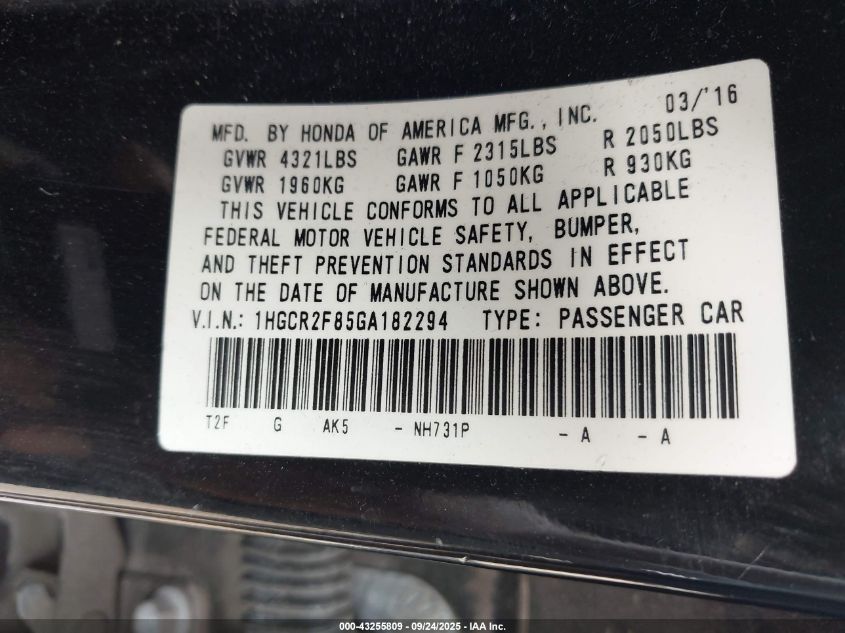 03/'16
MFD. BY HONDA OF AMERICA MFG., INC.
GVWR 4321LBS GAWR F 2315LBS R 2050LBS
GVWR 1960KG GAWR F 1050KG R 930KG
THIS VEHICLE CONFORMS TO ALL APPLICABLE
FEDERAL MOTOR VEHICLE SAFETY, BUMPER,
AND THEFT PREVENTION STANDARDS IN EFFECT
ON THE DATE OF MANUFACTURE SHOWN ABOVE.
V.I.N.: 1HGCR2F85GA182294 TYPE: PASSENGER CAR
T2F G AK5 - NH731P - A - A
000-43255809 - 09/24/2025 - IAA Inc.